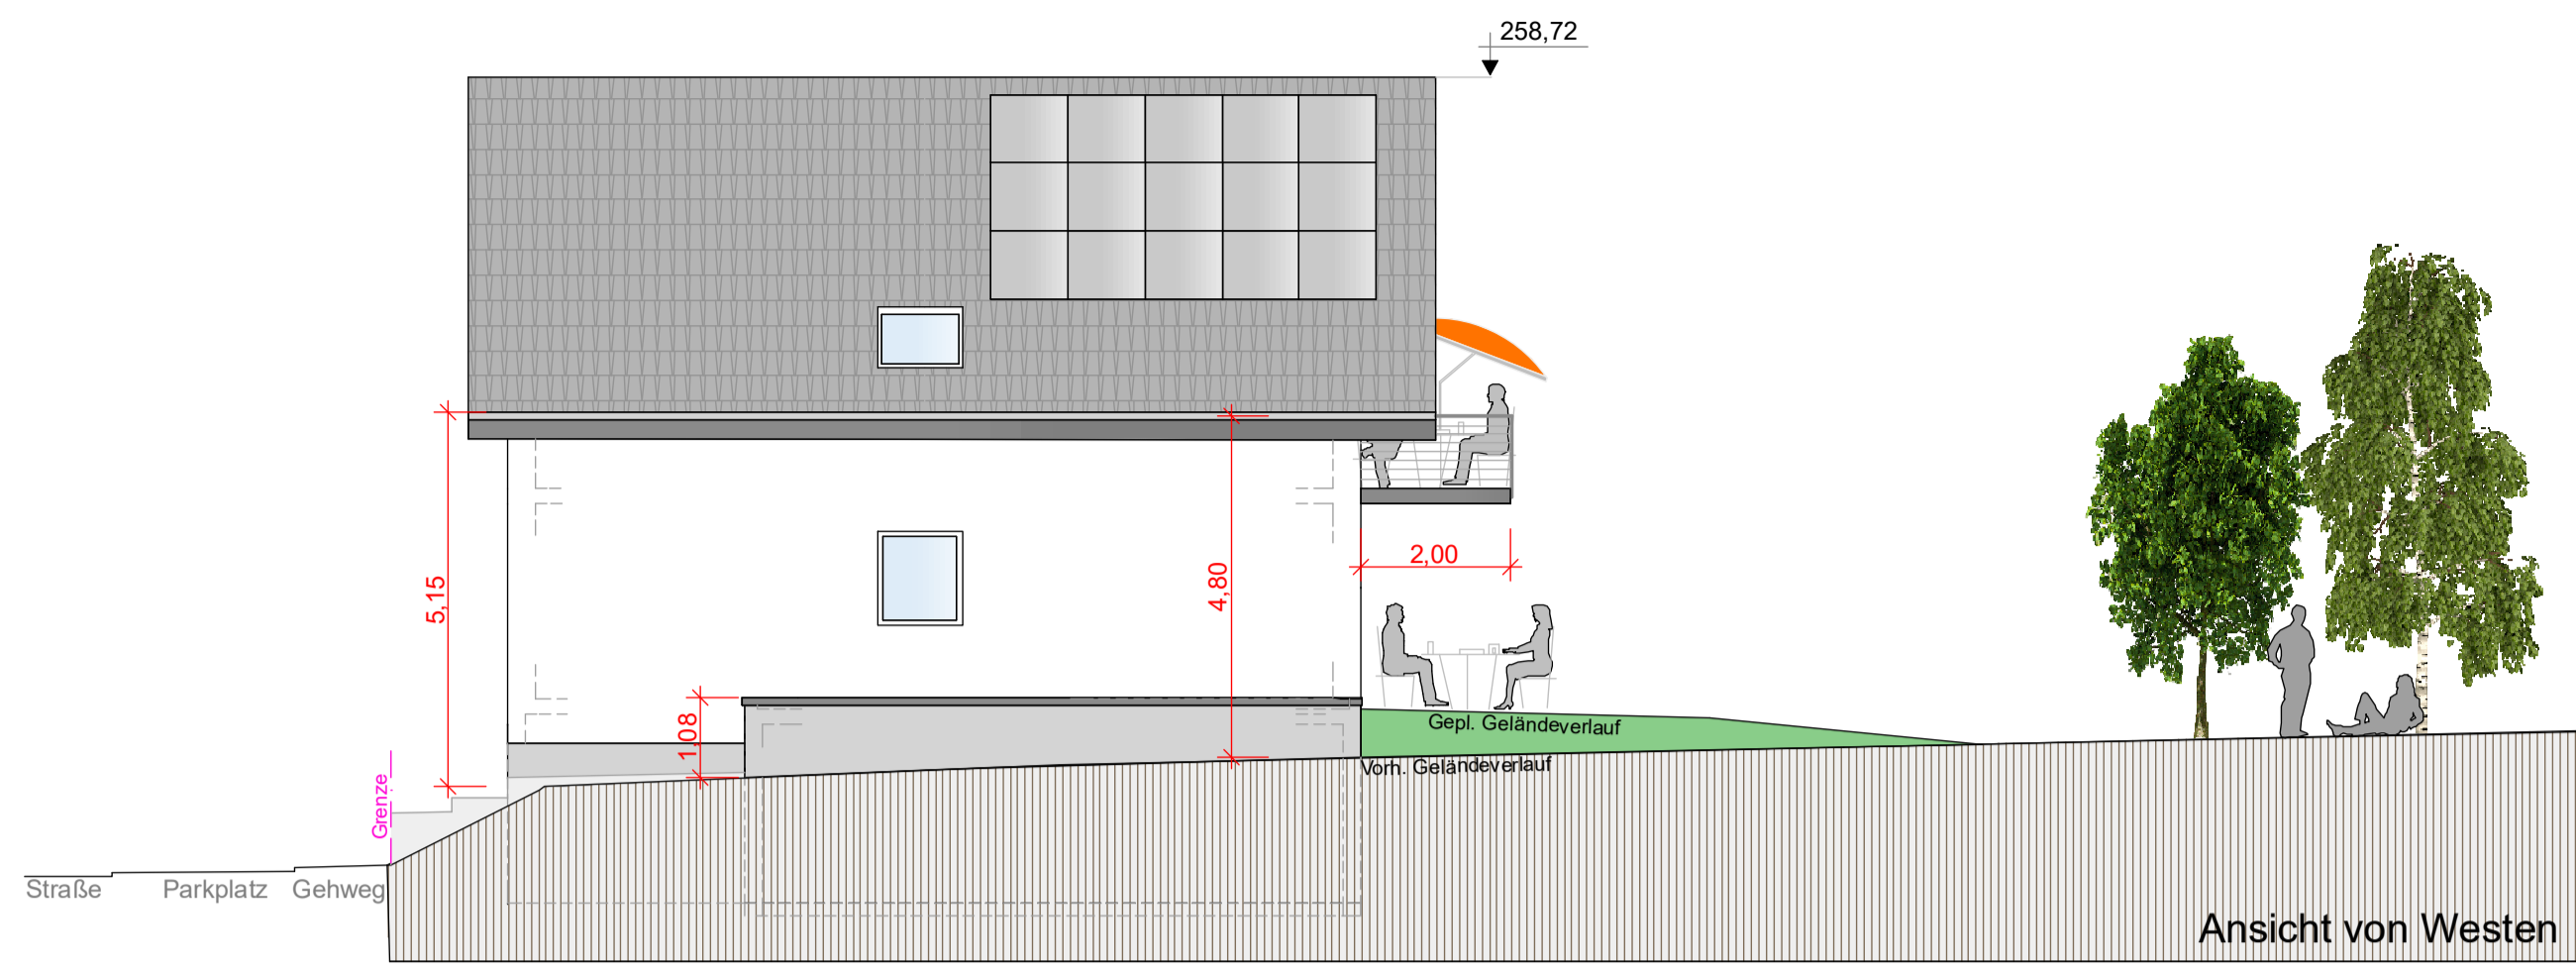 258,72
5,15
4,80
2,00
1,08
Gepl. Geländeverlauf
Vorh. Geländeverlauf
Grenze
Straße
Parkplatz
Gehweg
Ansicht von Westen